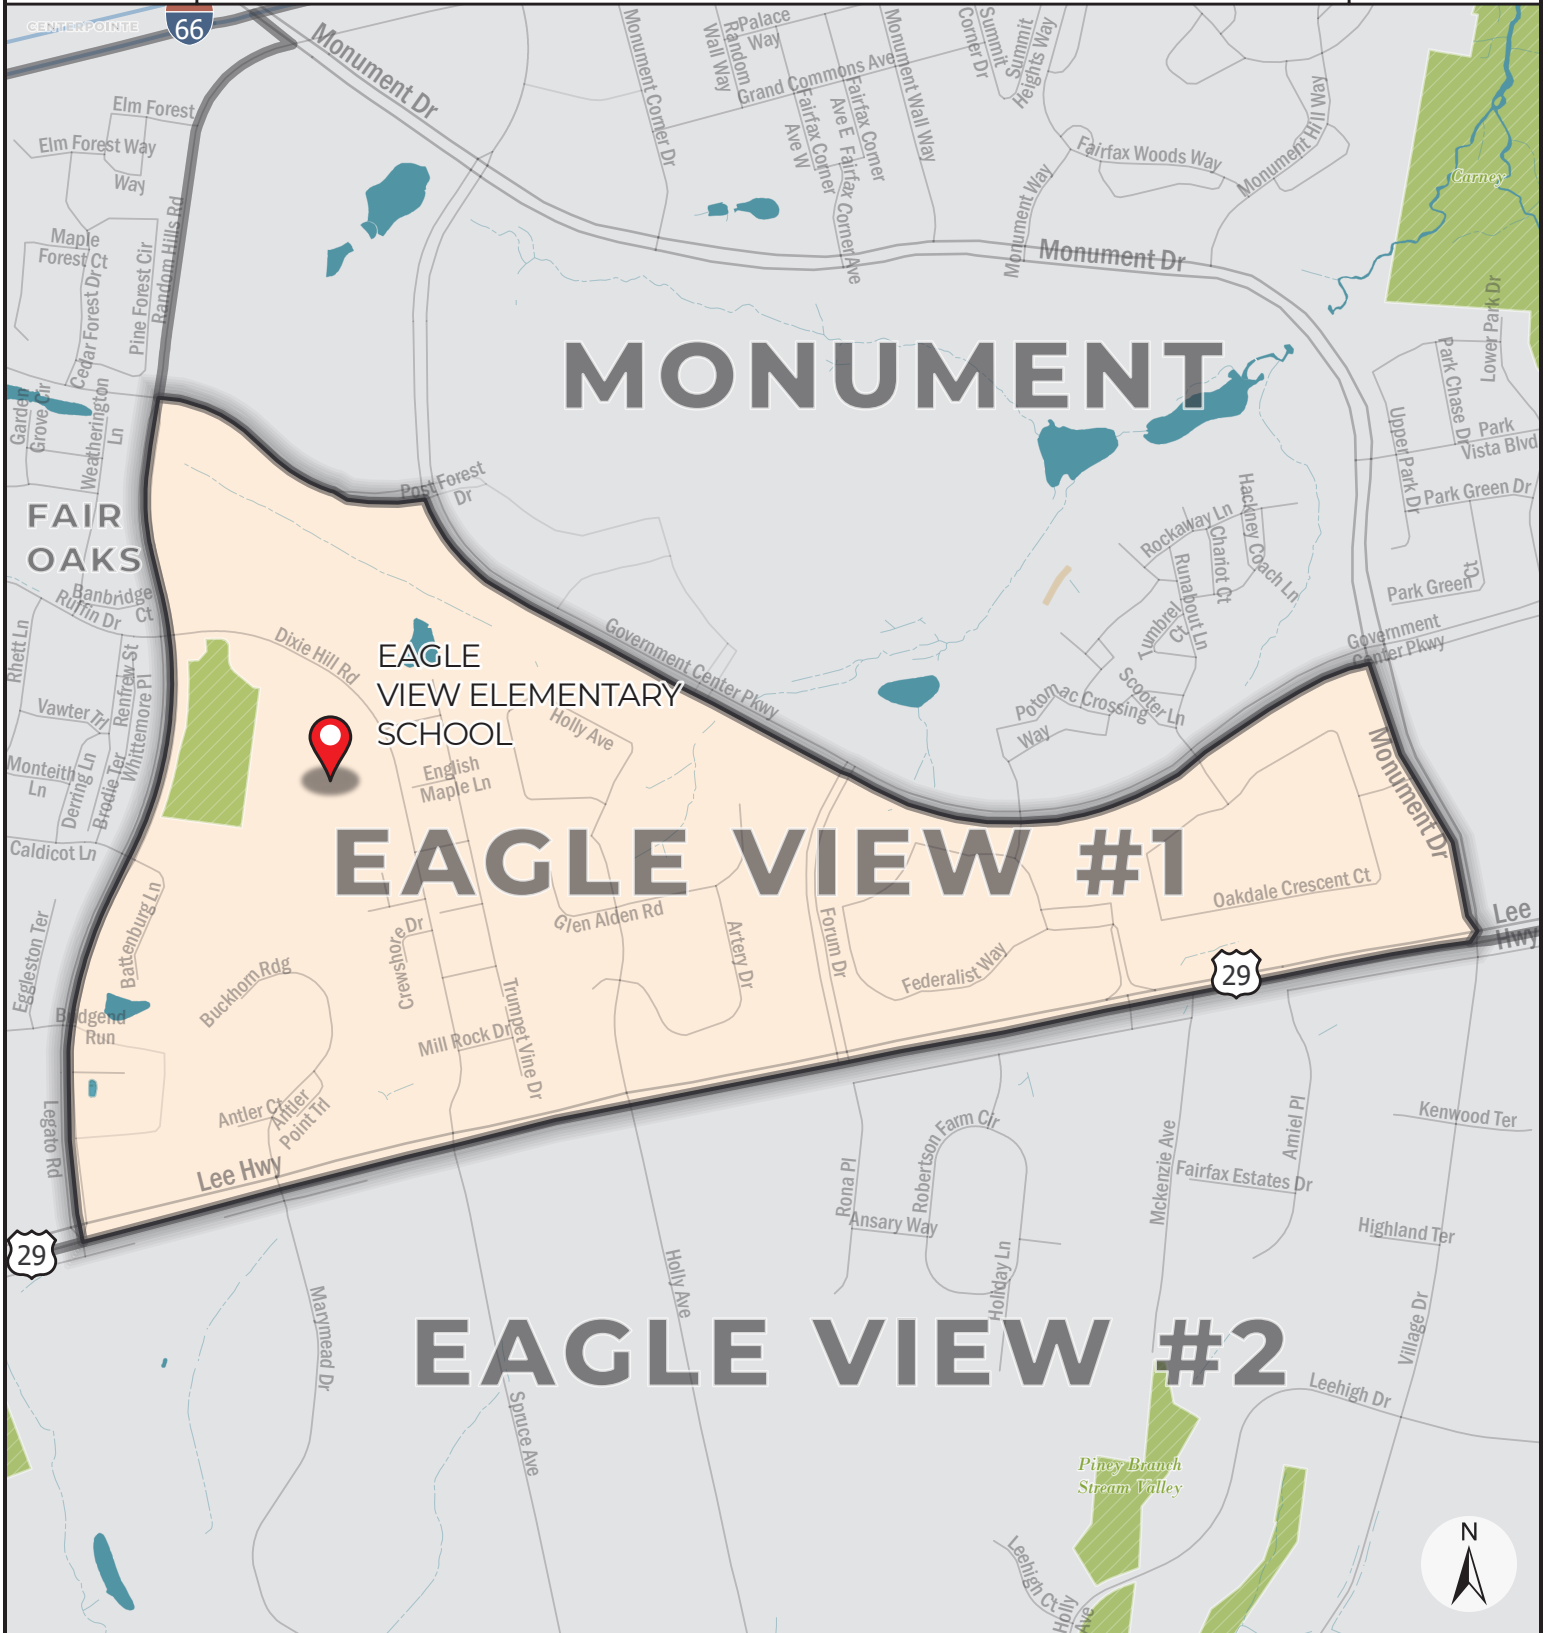 CENTERPOINTE
66
Monument Dr
Monument Corner Dr
Random
Wall Way
Palace
Way
Grand Commons Ave
Fairfax Corner
Ave W
Fairfax Corner
Ave E
Fairfax Corner Ave
Monument Wall Way
Summit
Corner Dr
Summit
Heights Way
Fairfax Woods Way
Monument Hill Way
Monument Way
Monument Dr
Carney
Elm Forest
Elm Forest Way
Way
Maple
Forest Ct
Cedar Forest Dr
Pine Forest Cir
Random Hills Rd
Garden
Grove Cir
Weatherington
Ln
MONUMENT
Lower Park Dr
Park Chase Dr
Upper Park Dr
Park
Vista Blvd
Park Green Dr
Park Green
Ct
Government
Center Pkwy
Post Forest
Dr
FAIR
OAKS
Hackney Coach Ln
Rockaway Ln
Chariot Ct
Runabout Ln
Tumbrel
Ct
Scooter Ln
Potomac Crossing
Way
Banbridge
Ct
Ruffin Dr
Rhett Ln
Renfrew St
Whittemore Pl
Vawter Trl
Monteith
Ln
Derring Ln
Brodie Ter
Caldicot Ln
Dixie Hill Rd
EAGLE
VIEW ELEMENTARY
SCHOOL
Government Center Pkwy
Holly Ave
English
Maple Ln
EAGLE VIEW #1
Monument Dr
Oakdale Crescent Ct
Lee
Hwy
29
Federalist Way
Forum Dr
Artery Dr
Glen Alden Rd
Crewshore Dr
Trumpet Vine Dr
Mill Rock Dr
Battenburg Ln
Buckhorn Rdg
Eggleston Ter
Bridgend
Run
Antler Ct
Antler
Point Trl
Legato Rd
Lee Hwy
29
Marymead Dr
Spruce Ave
Holly Ave
Rona Pl
Ansary Way
Robertson Farm Cir
Holiday Ln
Mckenzie Ave
Amiel Pl
Fairfax Estates Dr
Kenwood Ter
Highland Ter
Village Dr
EAGLE VIEW #2
Leehigh Dr
Piney Branch
Stream Valley
Leehigh Ct
Holly
Ave
N